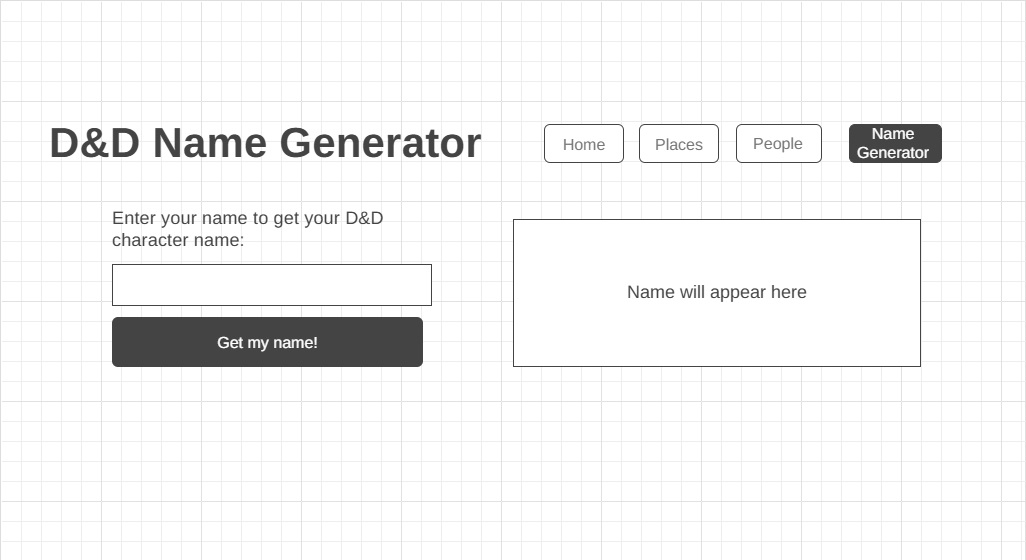 D&D Name Generator
Home
Places
People
Name
Generator
Enter your name to get your D&D
character name:
Name will appear here
Get my name!